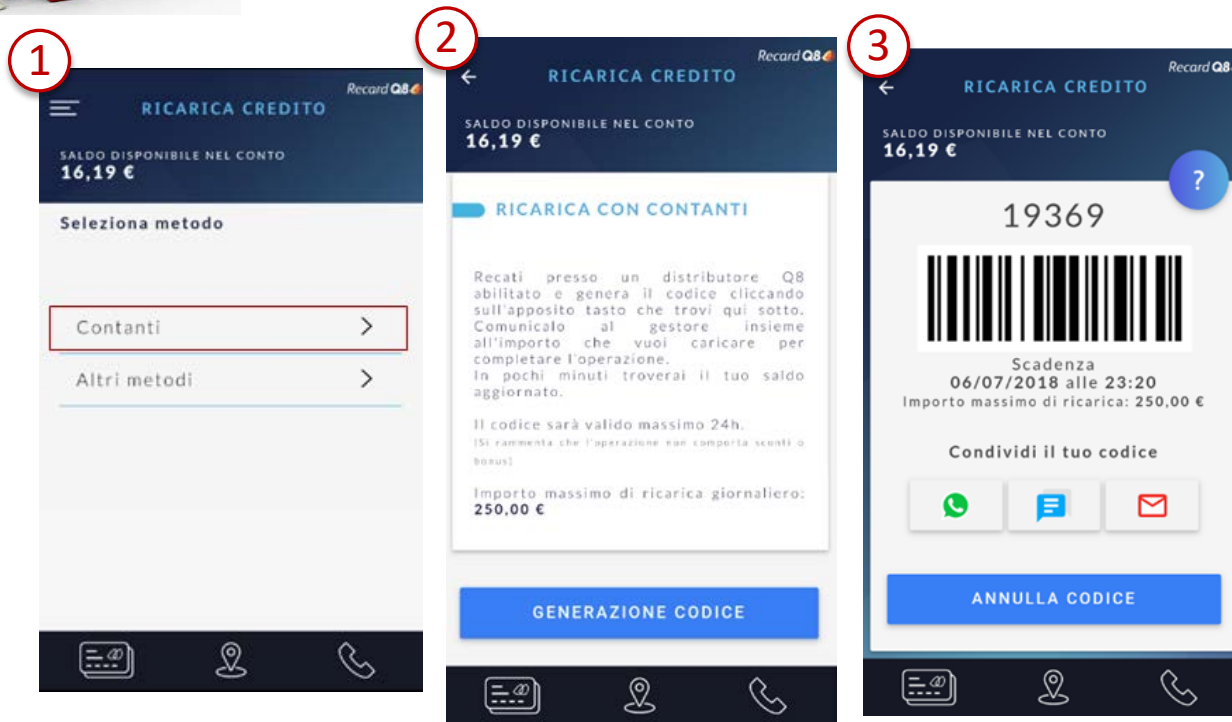 1
Recard Q8
RICARICA CREDITO
SALDO DISPONIBILE NEL CONTO
16,19 €
Seleziona metodo
Contanti
Altri metodi
2
Recard Q8
RICARICA CREDITO
SALDO DISPONIBILE NEL CONTO
16,19 €
RICARICA CON CONTANTI
Recati presso un distributore Q8
abilitato e genera il codice cliccando
sull'apposito tasto che trovi qui sotto.
Comunicalo al gestore insieme
all'importo che vuoi caricare per
completare l'operazione.
In pochi minuti troverai il tuo saldo
aggiornato.
Il codice sarà valido massimo 24h.
(Si rammenta che l'operazione non comporta sconti o
bonus)
Importo massimo di ricarica giornaliero:
250,00 €
GENERAZIONE CODICE
3
Recard Q8
RICARICA CREDITO
SALDO DISPONIBILE NEL CONTO
16,19 €
?
19369
Scadenza
06/07/2018 alle 23:20
Importo massimo di ricarica: 250,00 €
Condividi il tuo codice
ANNULLA CODICE